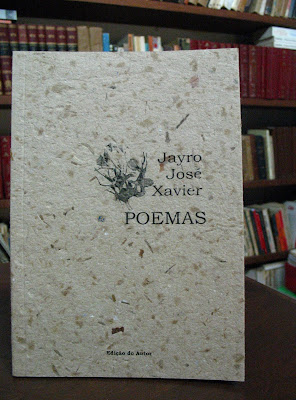 Jayro
José
Xavier
POEMAS
Edição do Autor